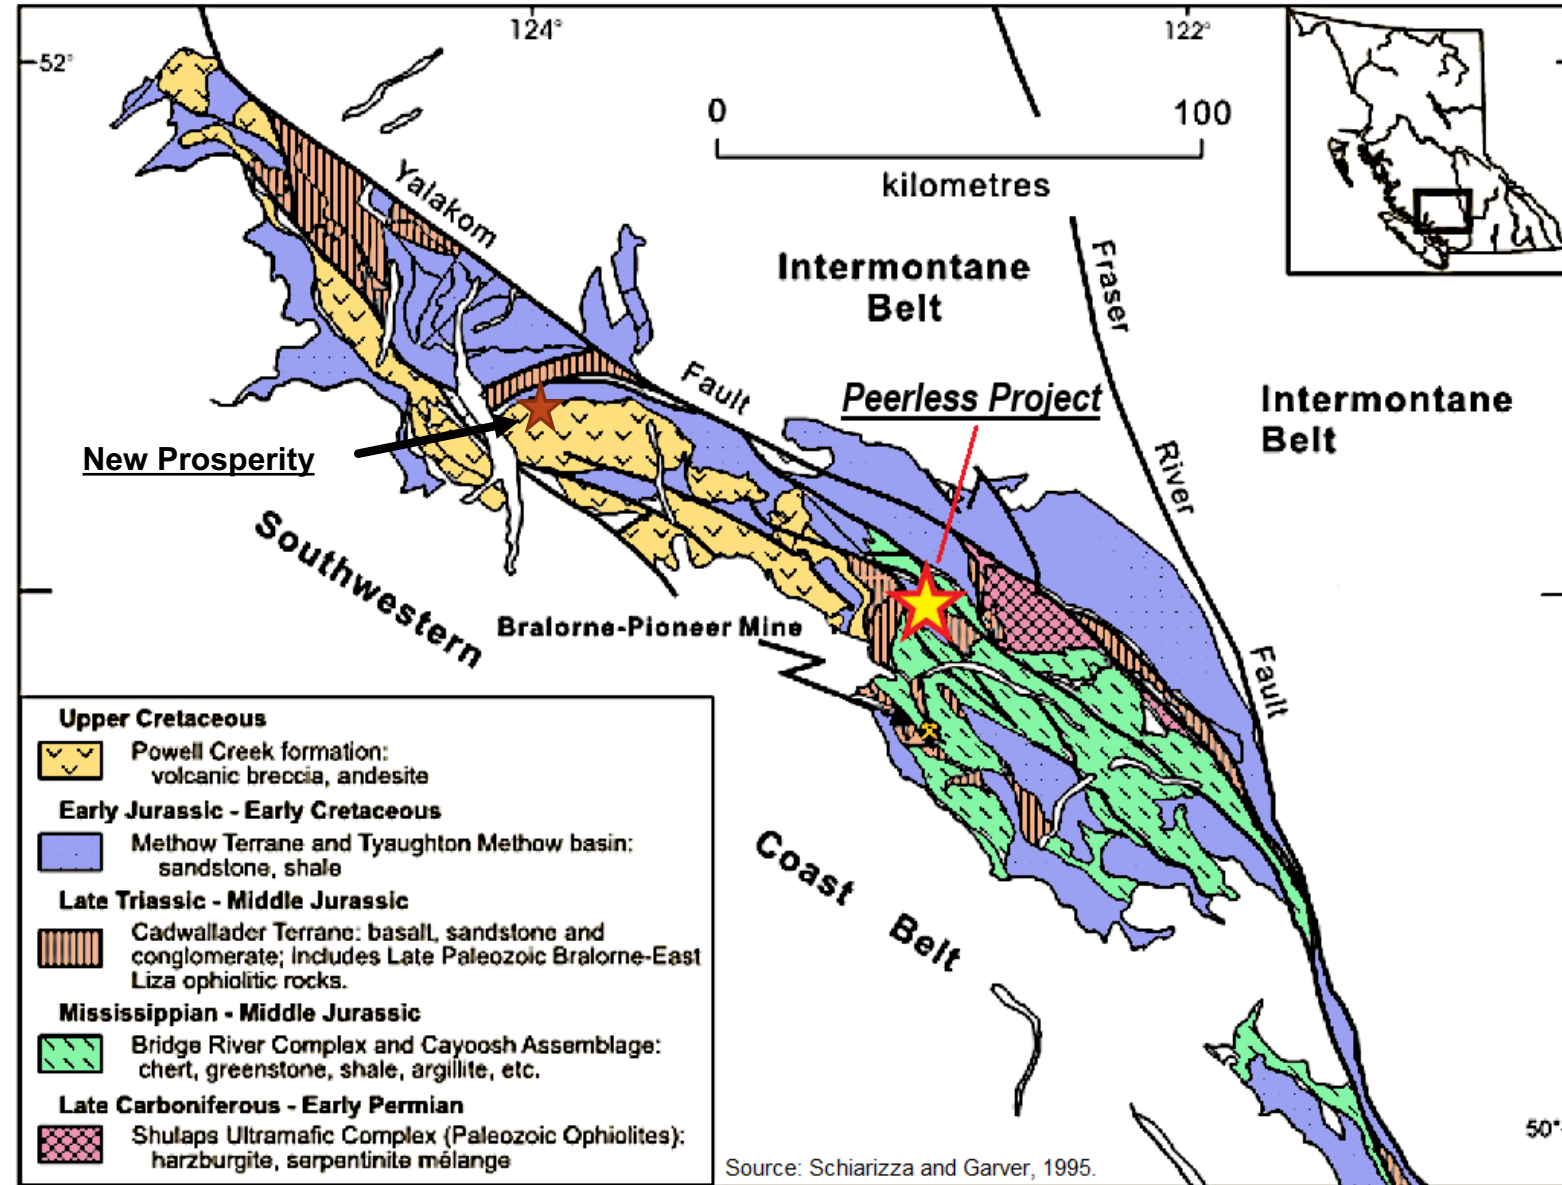 124°
122°
52°
0
100
kilometres
Yalakom
Fault
Intermontane
Belt
Fraser
River
Fault
Intermontane
Belt
Peerless Project
New Prosperity
Southwestern
Coast Belt
Bralorne-Pioneer Mine
50°
Upper Cretaceous
Powell Creek formation:
volcanic breccia, andesite
Early Jurassic - Early Cretaceous
Methow Terrane and Tyaughton Methow basin:
sandstone, shale
Late Triassic - Middle Jurassic
Cadwallader Terrane: basalt, sandstone and
conglomerate; includes Late Paleozoic Bralorne-East
Liza ophiolitic rocks.
Mississippian - Middle Jurassic
Bridge River Complex and Cayoosh Assemblage:
chert, greenstone, shale, argillite, etc.
Late Carboniferous - Early Permian
Shulaps Ultramafic Complex (Paleozoic Ophiolites):
harzburgite, serpentinite mélange
Source: Schiarizza and Garver, 1995.